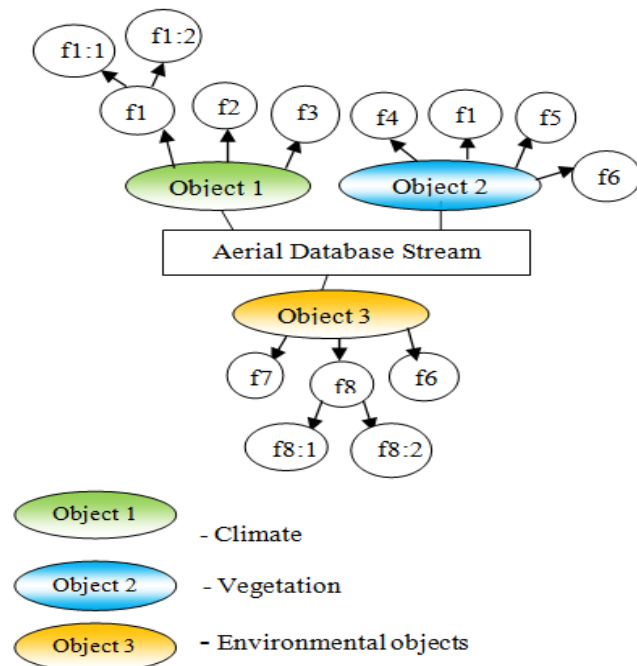 f1:1
f1:2
f1
f2
f3
f4
f1
f5
f6
Object 1
Object 2
Aerial Database Stream
Object 3
f7
f8
f6
f8:1
f8:2
Object 1
- Climate
Object 2
- Vegetation
Object 3
- Environmental objects